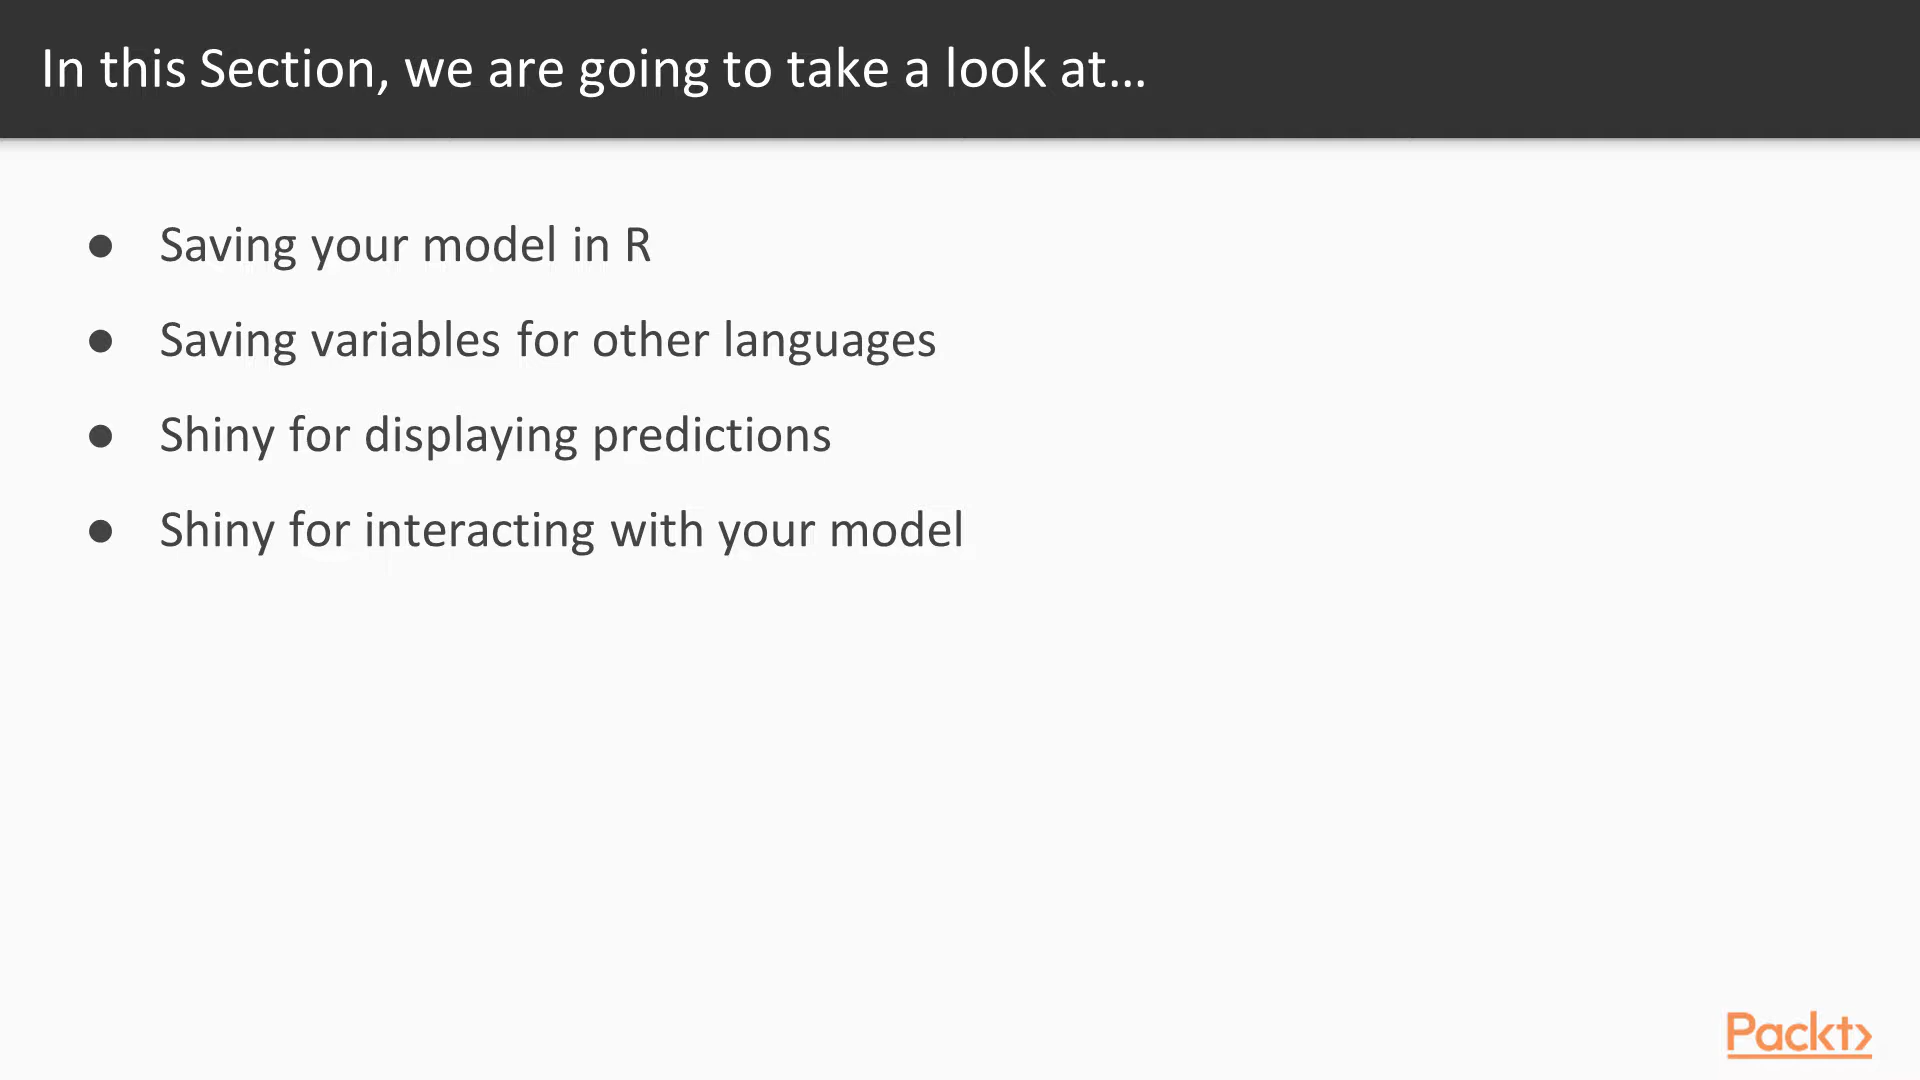 In this Section, we are going to take a look at...
● Saving your model in R
● Saving variables for other languages
● Shiny for displaying predictions
● Shiny for interacting with your model
Packt>